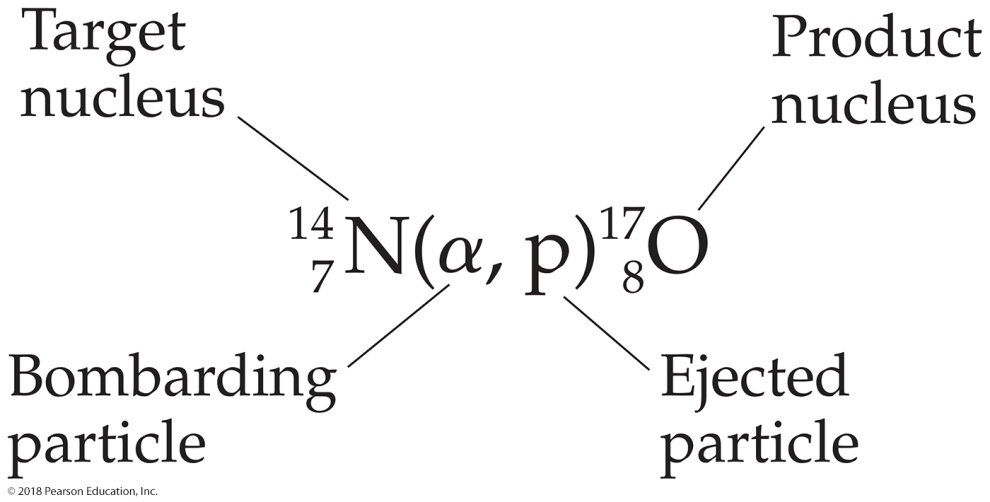 Target
nucleus
Product
nucleus
¹⁴₇N(α, p)¹⁷₈O
Bombarding
particle
Ejected
particle
© 2018 Pearson Education, Inc.